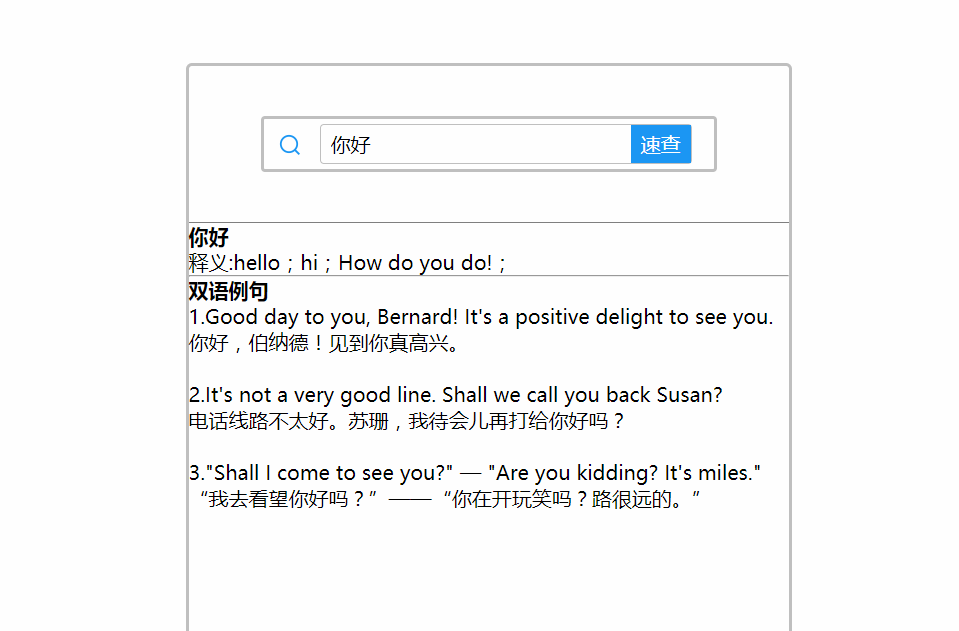 你好
速查
你好
释义:hello；hi；How do you do!；
双语例句
1.Good day to you, Bernard! It's a positive delight to see you.
你好，伯纳德！见到你真高兴。
2.It's not a very good line. Shall we call you back Susan?
电话线路不太好。苏珊，我待会儿再打给你好吗？
3."Shall I come to see you?" — "Are you kidding? It's miles."
“我去看望你好吗？”——“你在开玩笑吗？路很远的。”